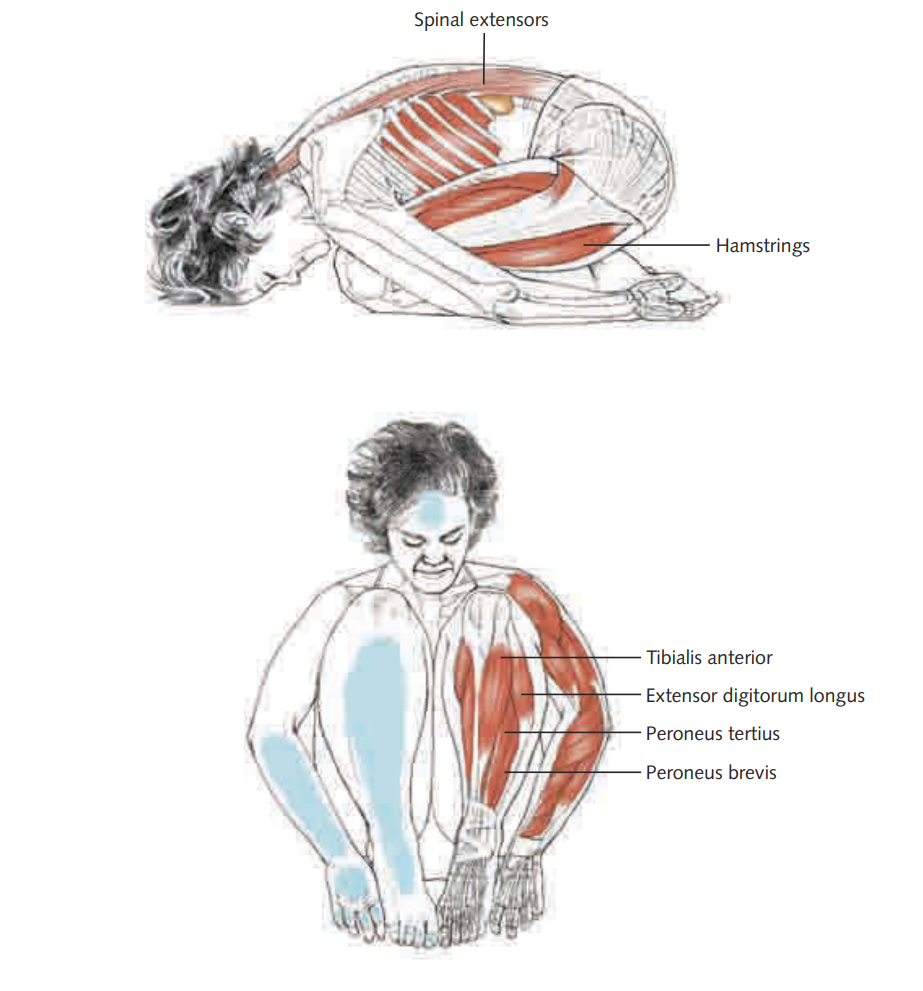 Spinal extensors
Hamstrings
Tibialis anterior
Extensor digitorum longus
Peroneus tertius
Peroneus brevis